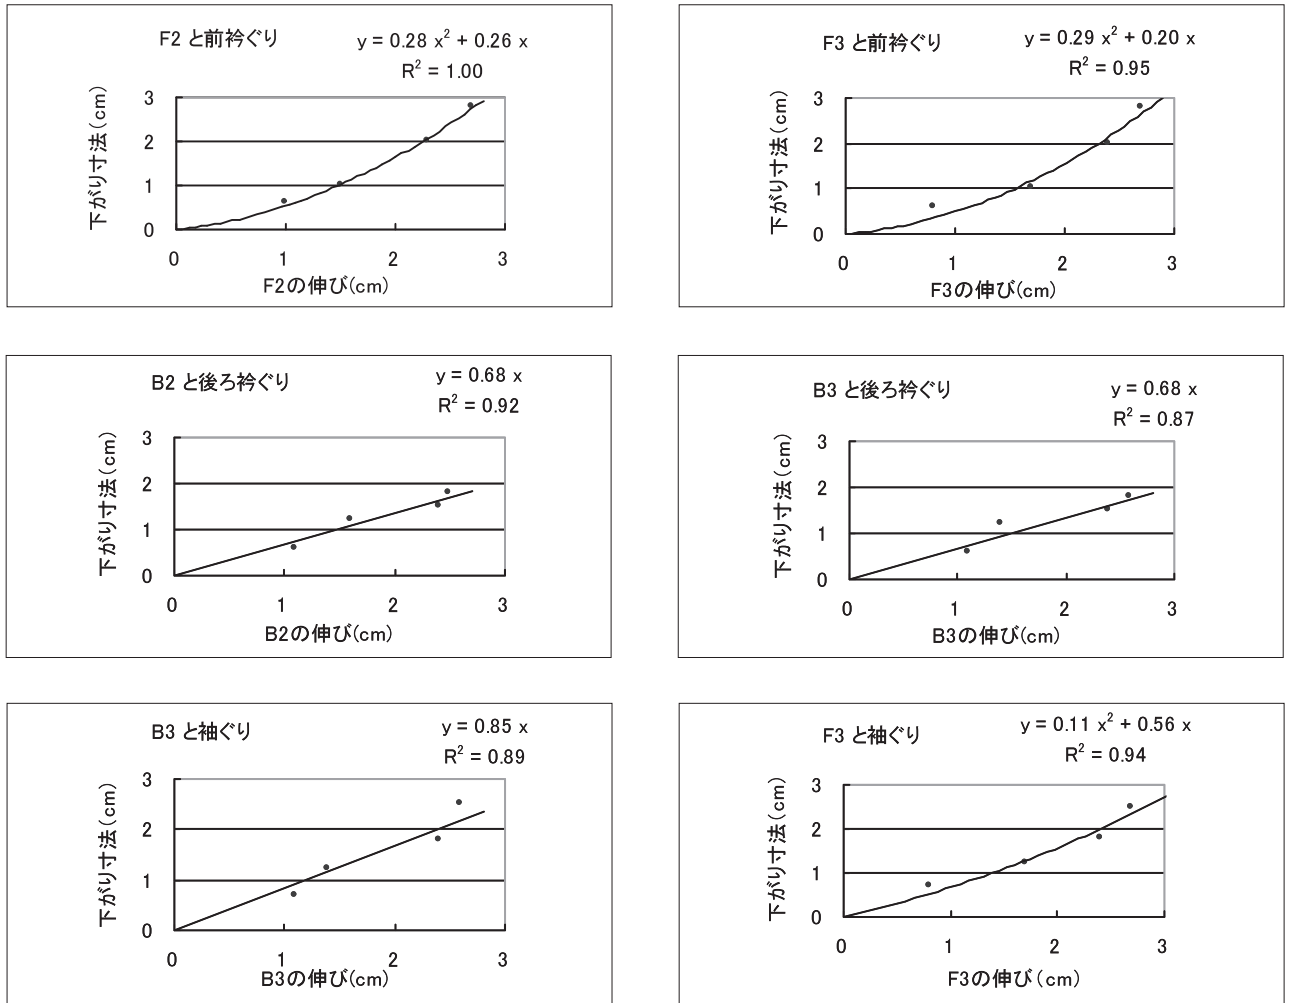 F2 と前衿ぐり
y = 0.28 x² + 0.26 x
R² = 1.00
下がり寸法(cm)
3
2
1
0
0 1 2 3
F2の伸び(cm)
F3 と前衿ぐり
y = 0.29 x² + 0.20 x
R² = 0.95
下がり寸法(cm)
3
2
1
0
0 1 2 3
F3の伸び(cm)
B2 と後ろ衿ぐり
y = 0.68 x
R² = 0.92
下がり寸法(cm)
3
2
1
0
0 1 2 3
B2の伸び(cm)
B3 と後ろ衿ぐり
y = 0.68 x
R² = 0.87
下がり寸法(cm)
3
2
1
0
0 1 2 3
B3の伸び(cm)
B3 と袖ぐり
y = 0.85 x
R² = 0.89
下がり寸法(cm)
3
2
1
0
0 1 2 3
B3の伸び(cm)
F3 と袖ぐり
y = 0.11 x² + 0.56 x
R² = 0.94
下がり寸法(cm)
3
2
1
0
0 1 2 3
F3の伸び(cm)